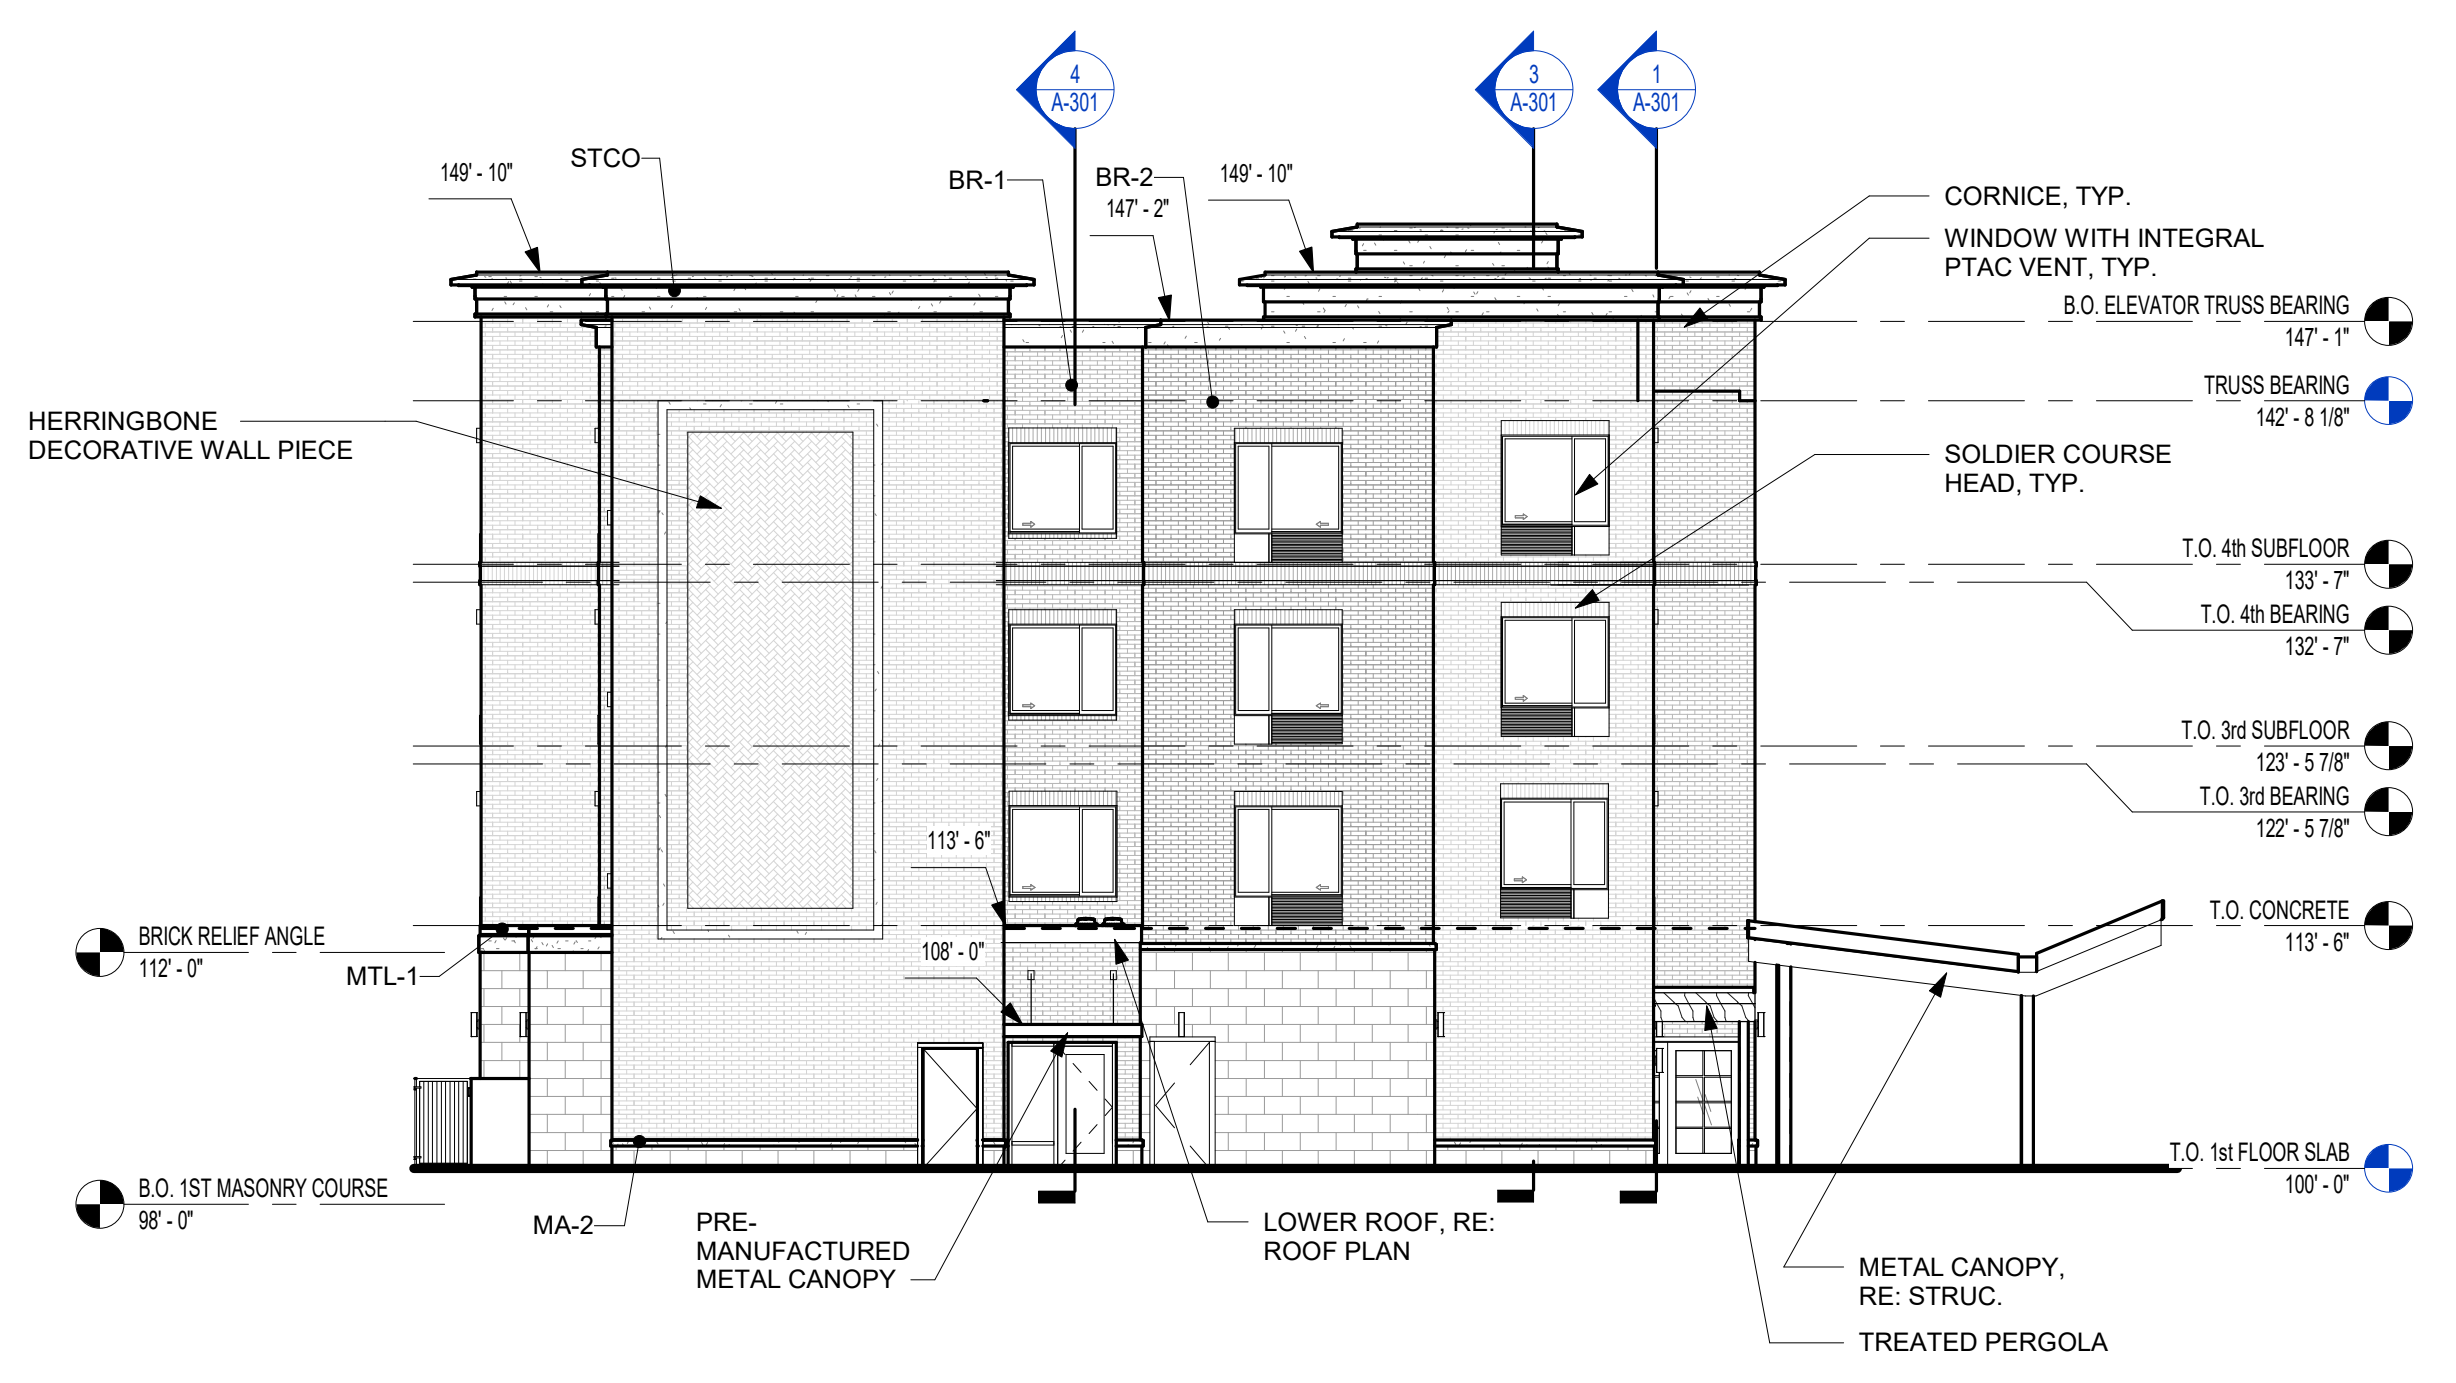 4
A-301
3
A-301
1
A-301
STCO
149' - 10"
BR-1
BR-2
147' - 2"
149' - 10"
CORNICE, TYP.
WINDOW WITH INTEGRAL
PTAC VENT, TYP.
B.O. ELEVATOR TRUSS BEARING
147' - 1"
TRUSS BEARING
142' - 8 1/8"
HERRINGBONE
DECORATIVE WALL PIECE
SOLDIER COURSE
HEAD, TYP.
T.O. 4th SUBFLOOR
133' - 7"
T.O. 4th BEARING
132' - 7"
T.O. 3rd SUBFLOOR
123' - 5 7/8"
T.O. 3rd BEARING
122' - 5 7/8"
113' - 6"
T.O. CONCRETE
113' - 6"
BRICK RELIEF ANGLE
112' - 0"
MTL-1
108' - 0"
T.O. 1st FLOOR SLAB
100' - 0"
B.O. 1ST MASONRY COURSE
98' - 0"
MA-2
PRE-
MANUFACTURED
METAL CANOPY
LOWER ROOF, RE:
ROOF PLAN
METAL CANOPY,
RE: STRUC.
TREATED PERGOLA